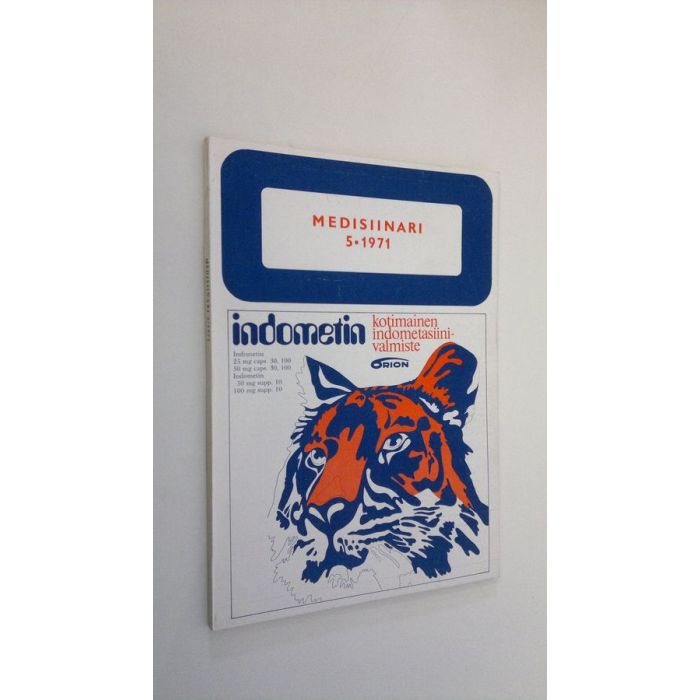 MEDISIINARI
5•1971
indometin
kotimainen
indometasiini-
valmiste
ORION
Indometin
25 mg caps. 30, 100
50 mg caps. 30, 100
Indometin
50 mg supp. 10
100 mg supp. 10